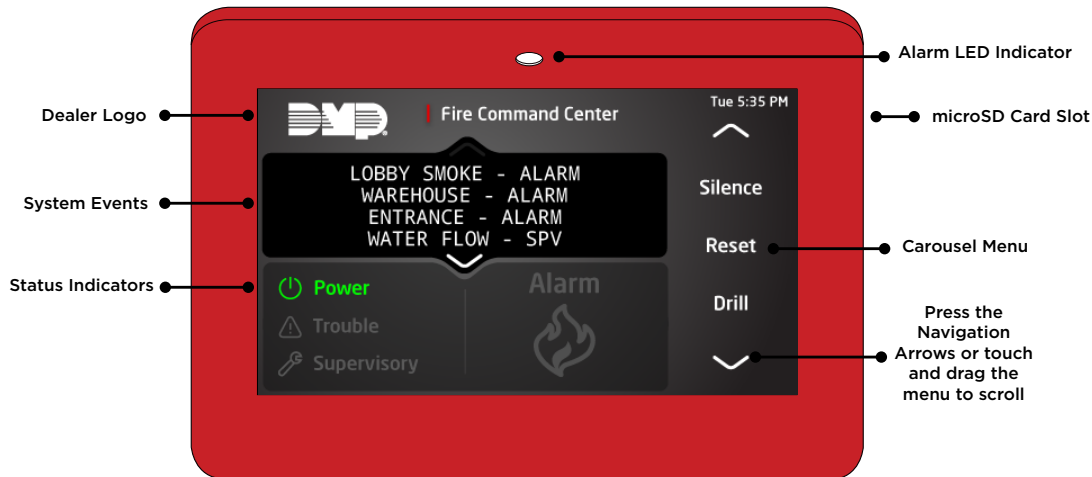 Alarm LED Indicator
Dealer Logo
DMP
Fire Command Center
Tue 5:35 PM
microSD Card Slot
LOBBY SMOKE - ALARM
WAREHOUSE - ALARM
ENTRANCE - ALARM
WATER FLOW - SPV
System Events
Silence
Reset
Carousel Menu
Status Indicators
Power
Trouble
Supervisory
Alarm
Drill
Press the
Navigation
Arrows or touch
and drag the
menu to scroll